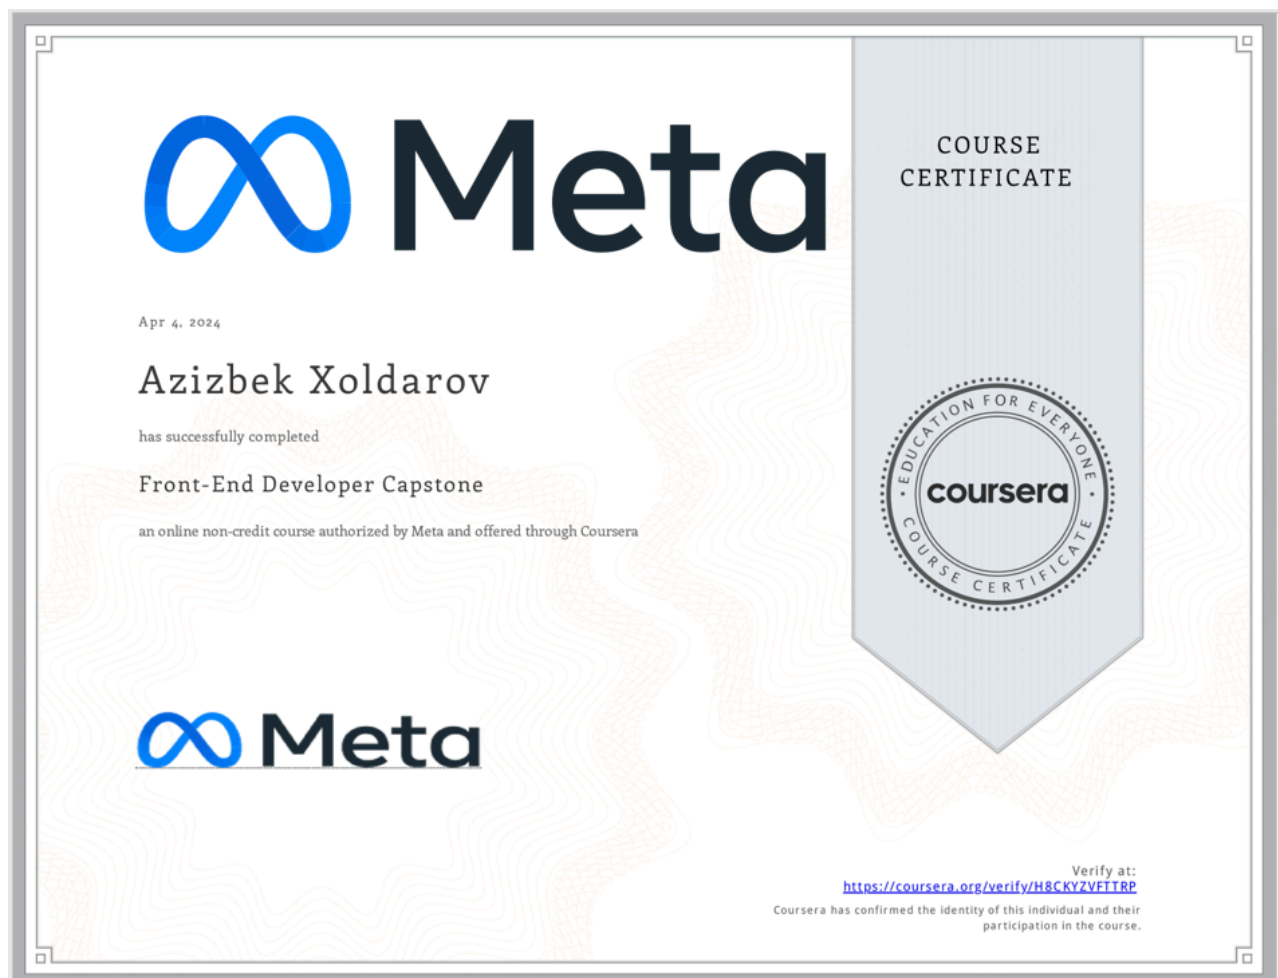 Meta
COURSE
CERTIFICATE
Apr 4, 2024
Azizbek Xoldarov
has successfully completed
Front-End Developer Capstone
an online non-credit course authorized by Meta and offered through Coursera
EDUCATION FOR EVERYONE
coursera
COURSE CERTIFICATE
Meta
Verify at:
https://coursera.org/verify/H8CKYZVFTTRP
Coursera has confirmed the identity of this individual and their
participation in the course.